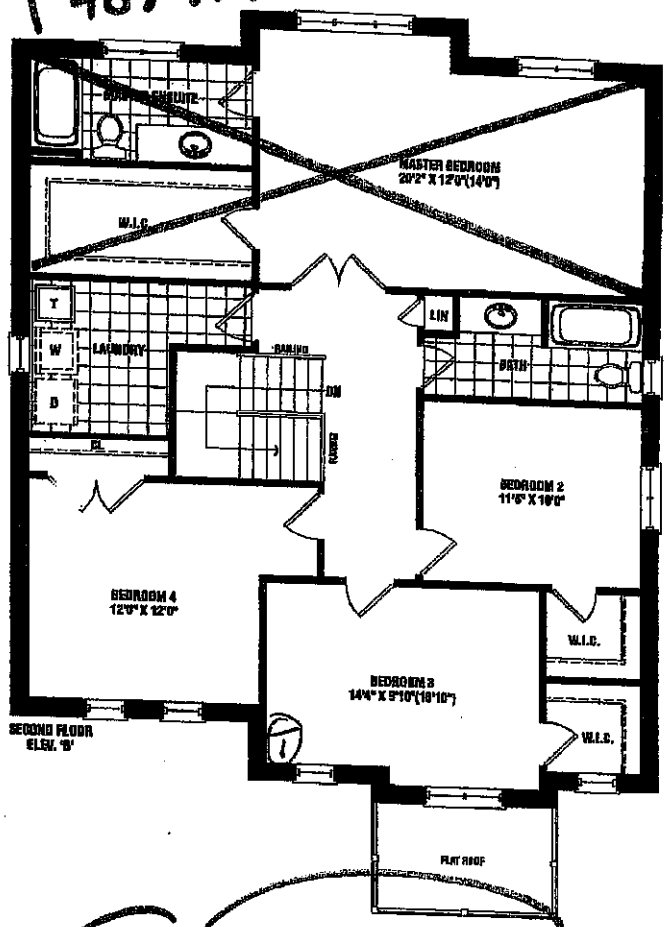 MASTER BEDROOM
20'2" X 12'0"(14'0")
W.I.C.
T
W
D
LAUNDRY
RAILING
DN
LIN
BATH
CL
BEDROOM 2
11'6" X 10'0"
BEDROOM 4
12'0" X 12'0"
W.I.C.
BEDROOM 3
14'4" X 9'10"(10'10")
W.I.C.
1
SECOND FLOOR
ELEV. 'B'
FLAT ROOF